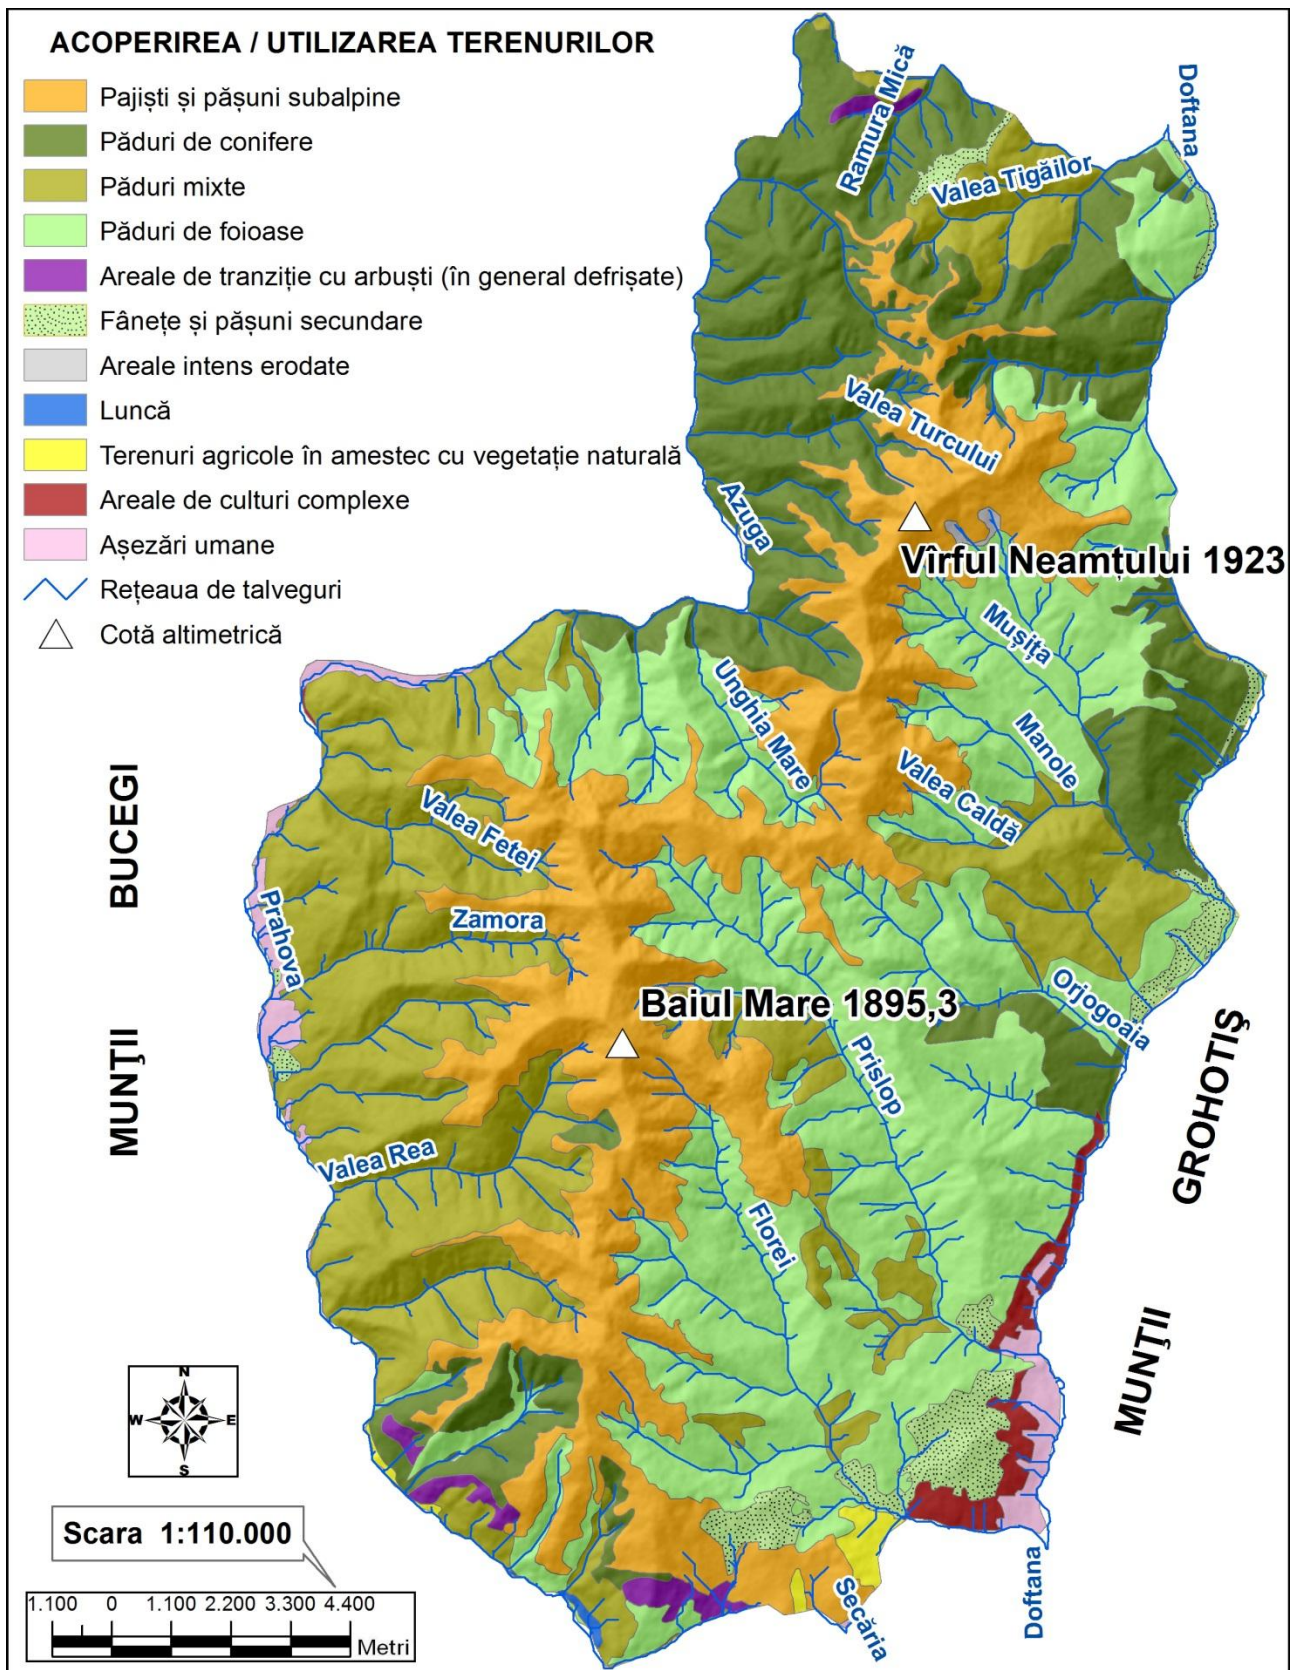 ACOPERIREA / UTILIZAREA TERENURILOR
Pajiști și pășuni subalpine
Păduri de conifere
Păduri mixte
Păduri de foioase
Areale de tranziție cu arbuști (în general defrișate)
Fânețe și pășuni secundare
Areale intens erodate
Luncă
Terenuri agricole în amestec cu vegetație naturală
Areale de culturi complexe
Așezări umane
Rețeaua de talveguri
Cotă altimetrică
Ramura Mică
Doftana
Valea Tigăilor
Valea Turcului
Azuga
Vîrful Neamțului 1923
Mușița
Unghia Mare
Manole
Valea Caldă
BUCEGI
Valea Fetei
Prahova
Zamora
Orjogoaia
Baiul Mare 1895,3
Prislop
MUNŢII
GROHOTIŞ
Valea Rea
Florei
MUNŢII
N
W E
S
Scara 1:110.000
1.100 0 1.100 2.200 3.300 4.400
Metri
Secăria
Doftana